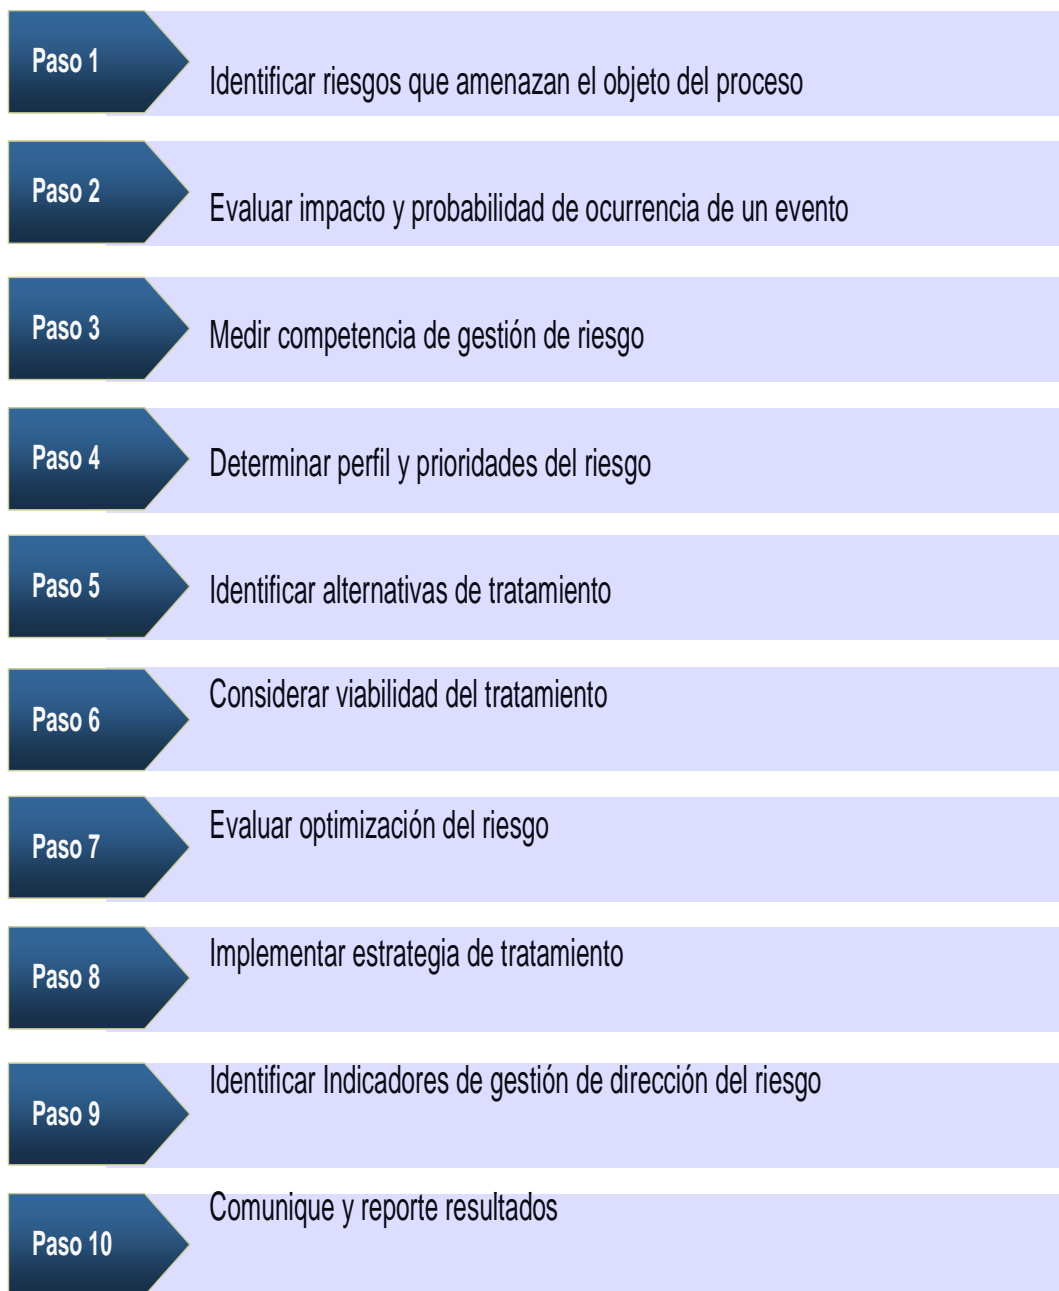 Paso 1
Identificar riesgos que amenazan el objeto del proceso
Paso 2
Evaluar impacto y probabilidad de ocurrencia de un evento
Paso 3
Medir competencia de gestión de riesgo
Paso 4
Determinar perfil y prioridades del riesgo
Paso 5
Identificar alternativas de tratamiento
Paso 6
Considerar viabilidad del tratamiento
Paso 7
Evaluar optimización del riesgo
Paso 8
Implementar estrategia de tratamiento
Paso 9
Identificar Indicadores de gestión de dirección del riesgo
Paso 10
Comunique y reporte resultados